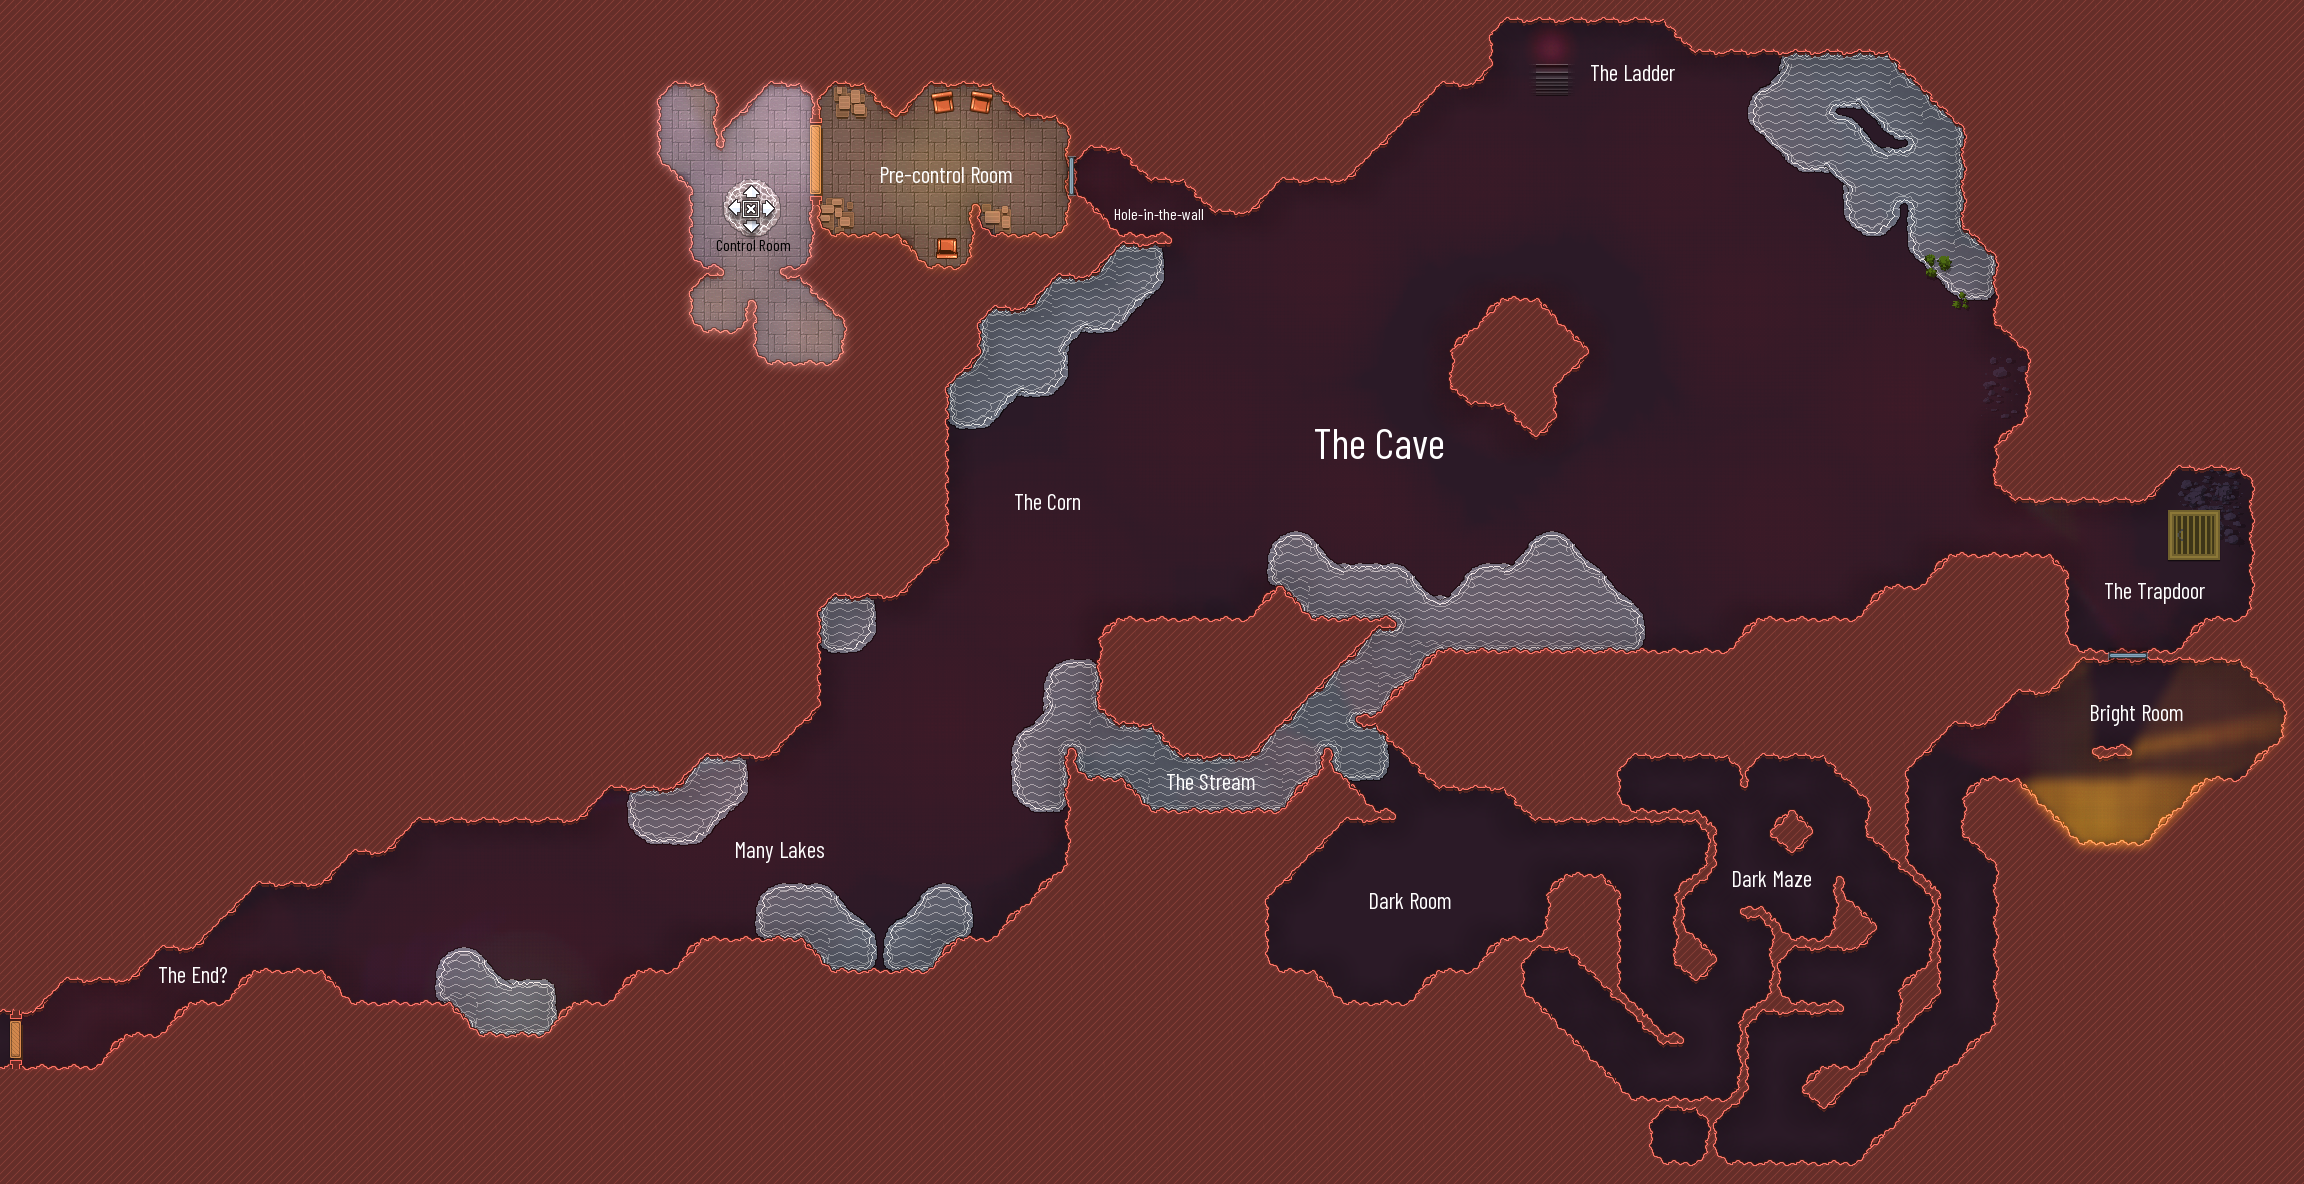 The Ladder
Pre-control Room
Hole-in-the-wall
Control Room
The Cave
The Corn
The Trapdoor
Bright Room
The Stream
Many Lakes
Dark Maze
Dark Room
The End?